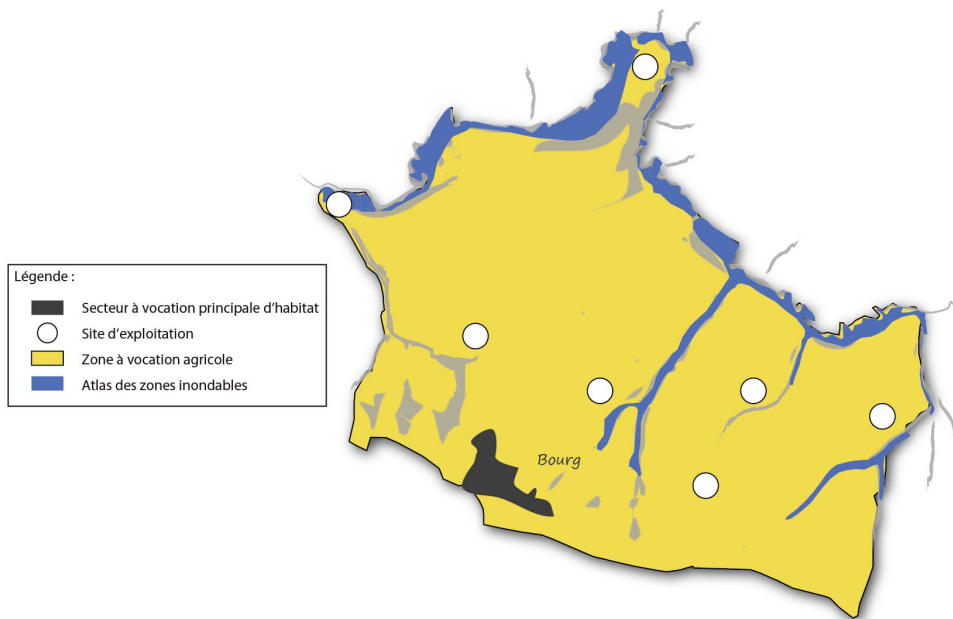 Légende :
Secteur à vocation principale d'habitat
Site d'exploitation
Zone à vocation agricole
Atlas des zones inondables
Bourg